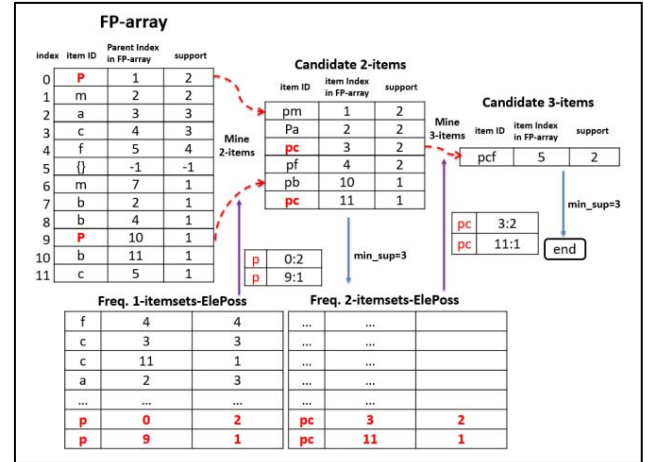 FP-array
index item ID Parent Index in FP-array support
0 P 1 2
1 m 2 2
2 a 3 3
3 c 4 3
4 f 5 4
5 {} -1 -1
6 m 7 1
7 b 2 1
8 b 4 1
9 P 10 1
10 b 11 1
11 c 5 1
Mine 2-items
Candidate 2-items
item ID item Index in FP-array support
pm 1 2
Pa 2 2
pc 3 2
pf 4 2
pb 10 1
pc 11 1
Mine 3-items
Candidate 3-items
item ID item Index in FP-array support
pcf 5 2
min_sup=3
pc 3:2
pc 11:1
end
p 0:2
p 9:1
min_sup=3
Freq. 1-itemsets-ElePoss
f 4 4
c 3 3
c 11 1
a 2 3
... ...
p 0 2
p 9 1
Freq. 2-itemsets-ElePoss
... ...
... ...
... ...
... ...
... ...
pc 3 2
pc 11 1